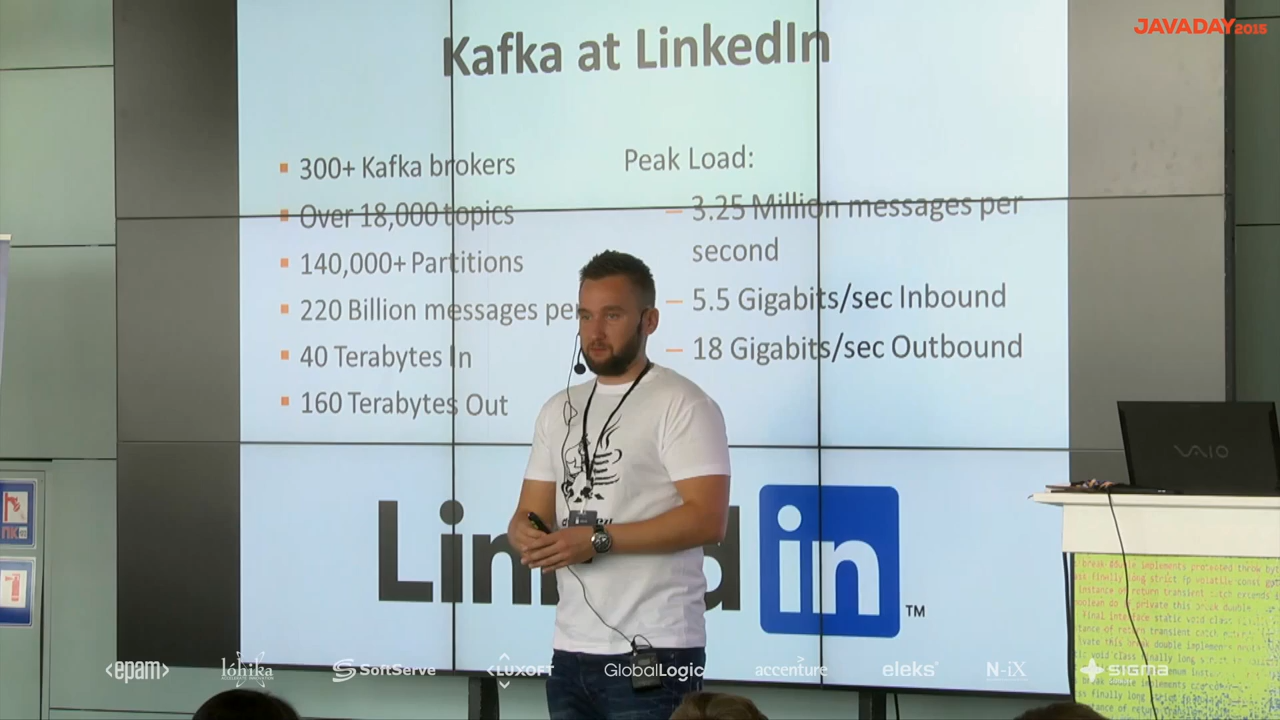 JAVADAY2015
Kafka at LinkedIn
300+ Kafka brokers
Over 18,000 topics
140,000+ Partitions
220 Billion messages per
40 Terabytes In
160 Terabytes Out
Peak Load:
– 3.25 Million messages per
second
– 5.5 Gigabits/sec Inbound
– 18 Gigabits/sec Outbound
Lin d in ™
VAIO
<epam>
lohika
SoftServe
<LUXOFT>
GlobalLogic
accenture
eleks
N-iX
SIGMA